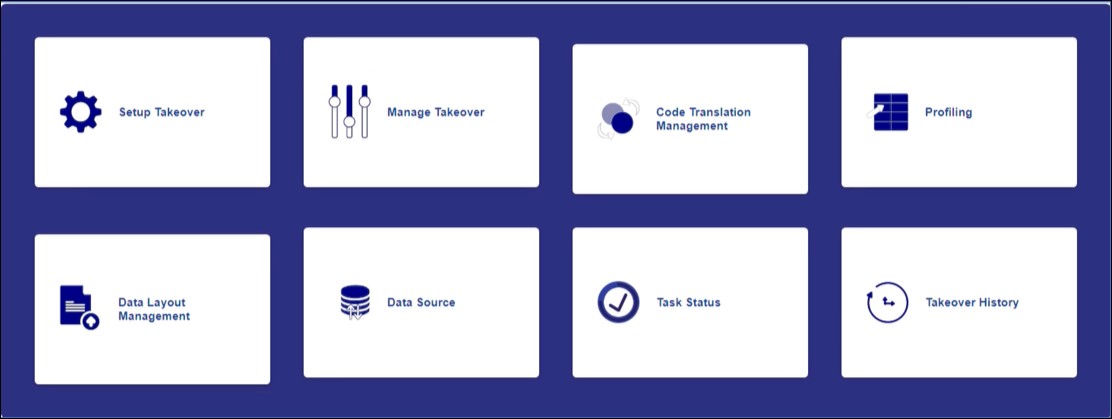 Setup Takeover
Manage Takeover
Code Translation
Management
Profiling
Data Layout
Management
Data Source
Task Status
Takeover History